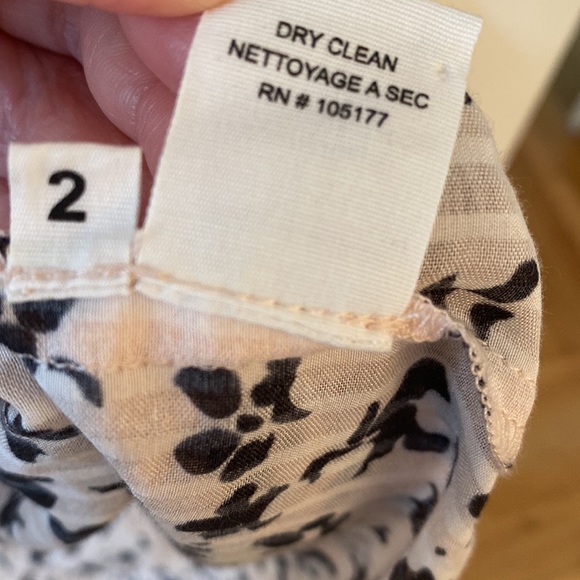 DRY CLEAN
NETTOYAGE A SEC
RN # 105177
2